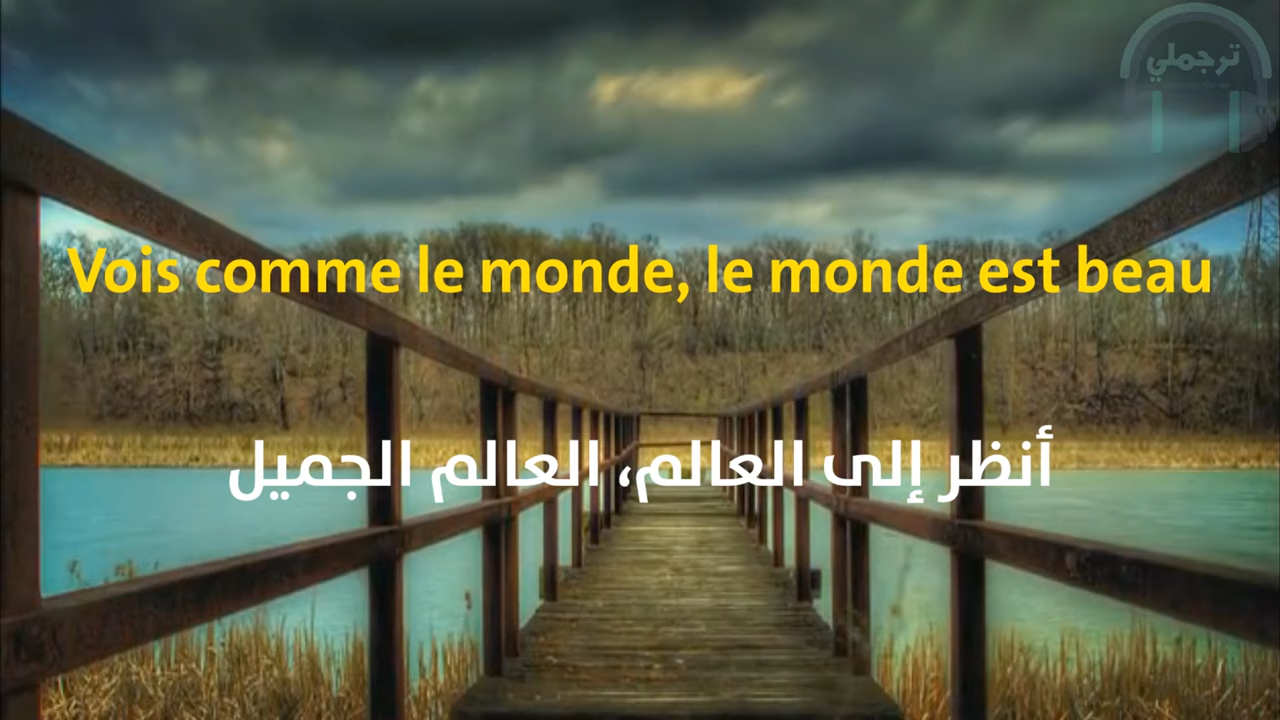 ترجملي
Vois comme le monde, le monde est beau
أنظر إلى العالم، العالم الجميل